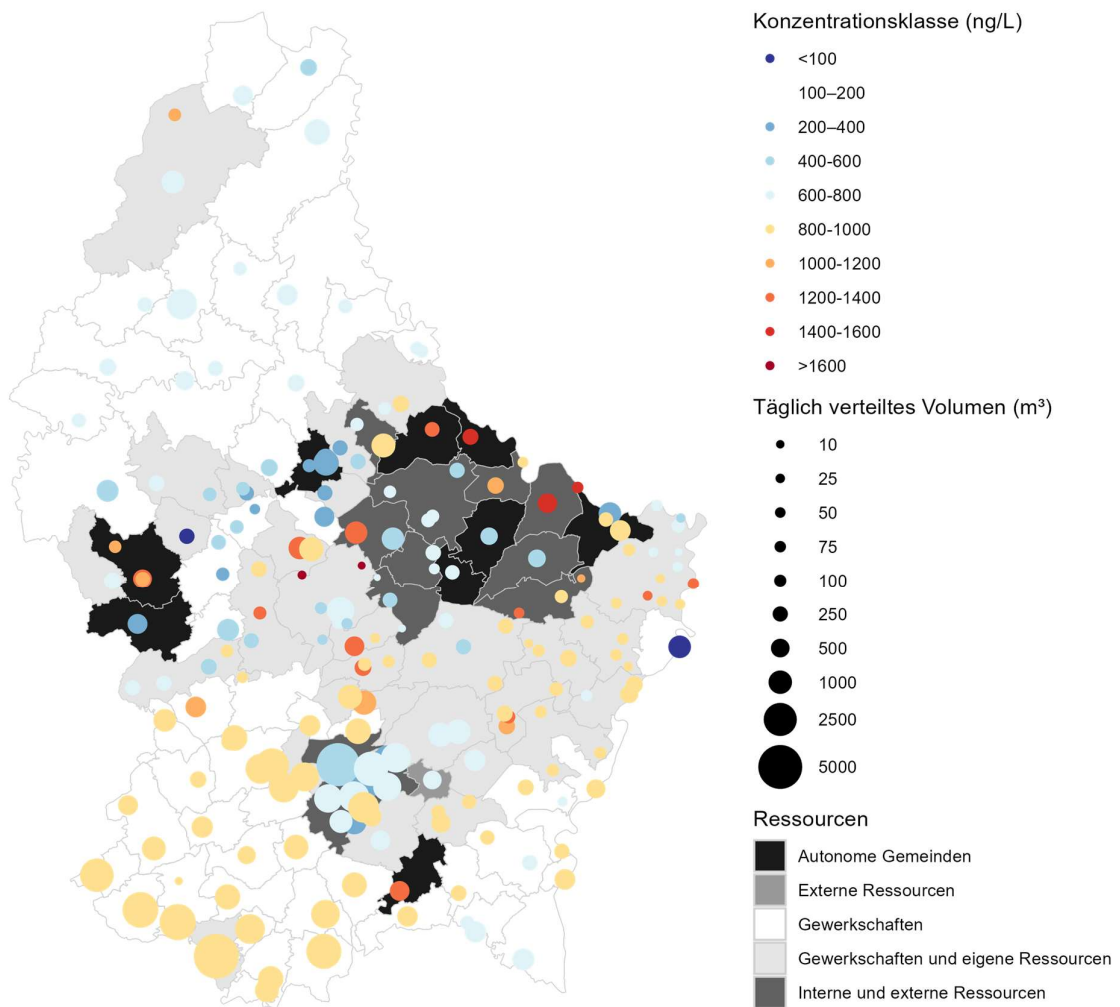 Konzentrationsklasse (ng/L)
<100
100–200
200–400
400-600
600-800
800-1000
1000-1200
1200-1400
1400-1600
>1600
Täglich verteiltes Volumen (m³)
10
25
50
75
100
250
500
1000
2500
5000
Ressourcen
Autonome Gemeinden
Externe Ressourcen
Gewerkschaften
Gewerkschaften und eigene Ressourcen
Interne und externe Ressourcen